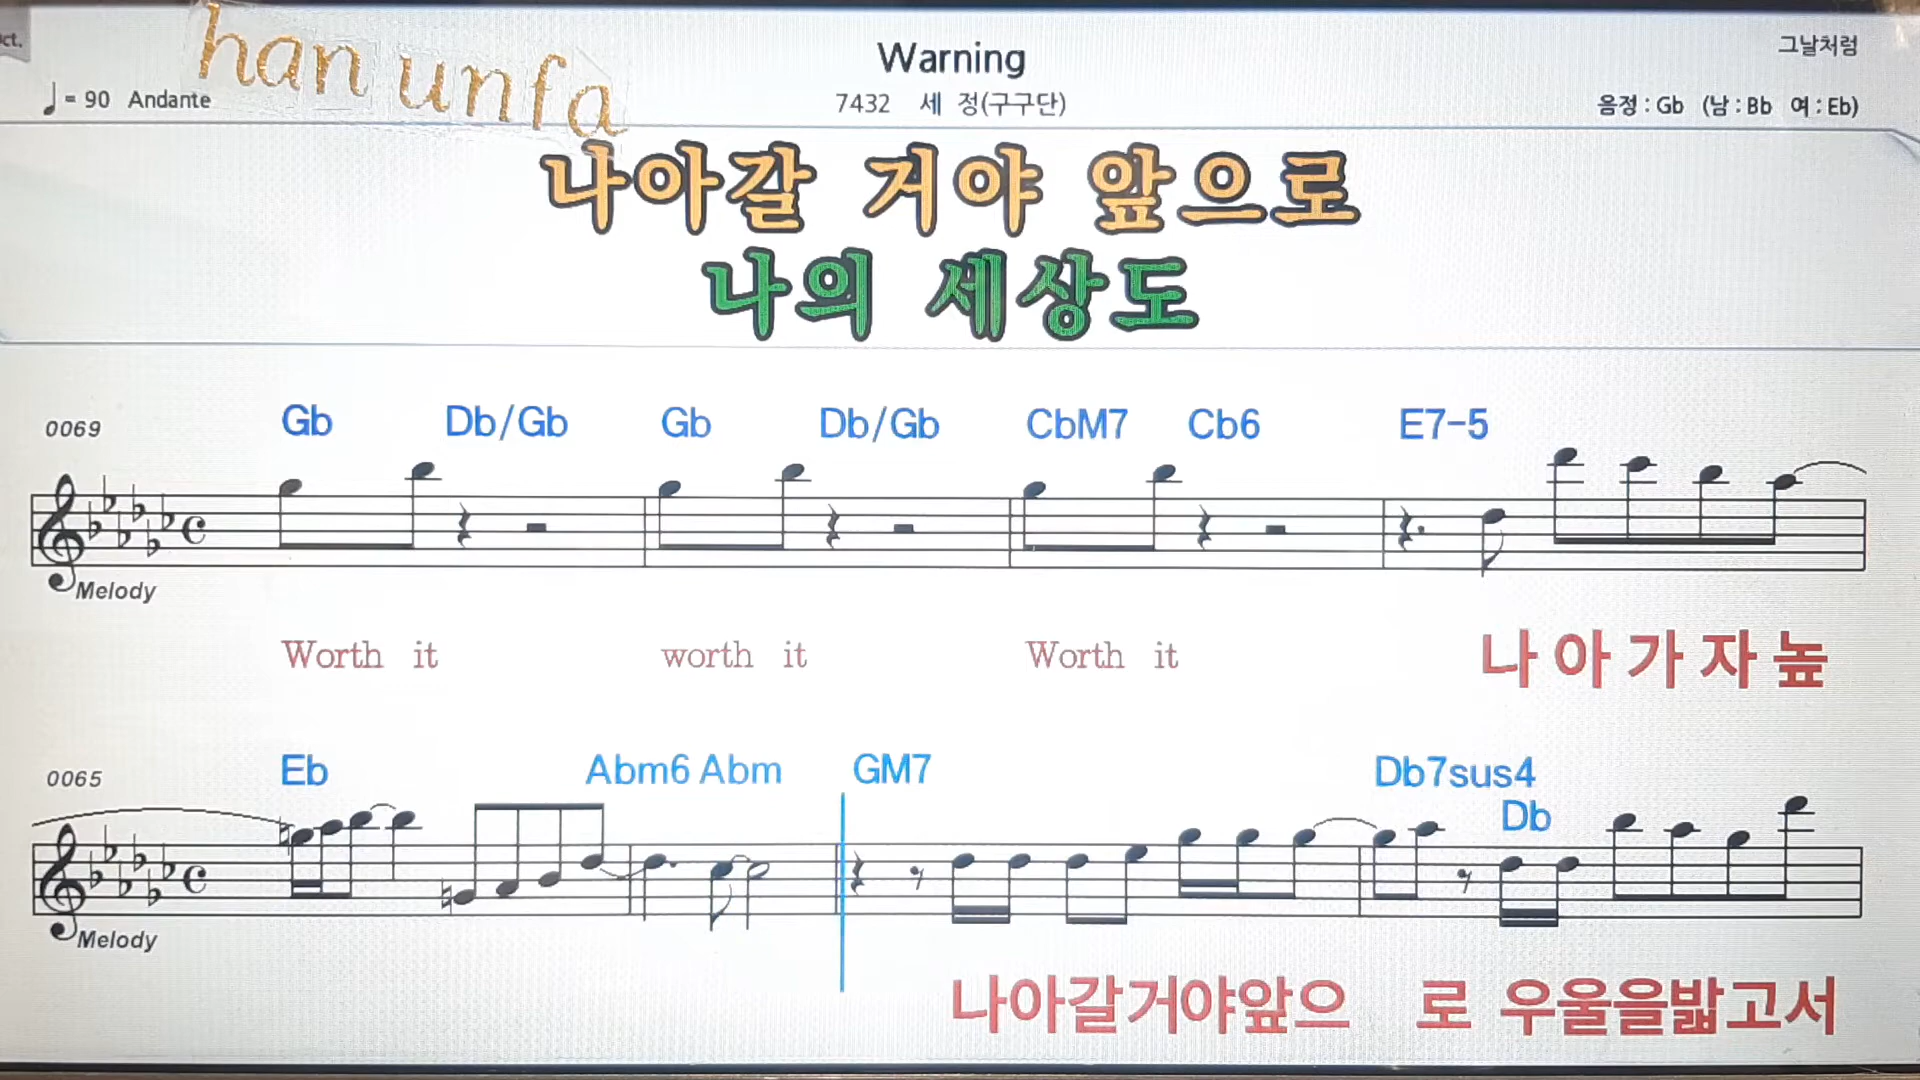 ct.
han unfa
Warning
그날처럼
♩= 90 Andante
7432 세 정(구구단)
음정 : Gb (남 : Bb 여 : Eb)
나아갈 거야 앞으로
나의 세상도
0069
Gb Db/Gb Gb Db/Gb CbM7 Cb6 E7-5
Melody
Worth it worth it Worth it 나 아 가 자 높
0065
Eb Abm6 Abm GM7 Db7sus4
Db
Melody
나아갈거야앞으 로 우울을밟고서